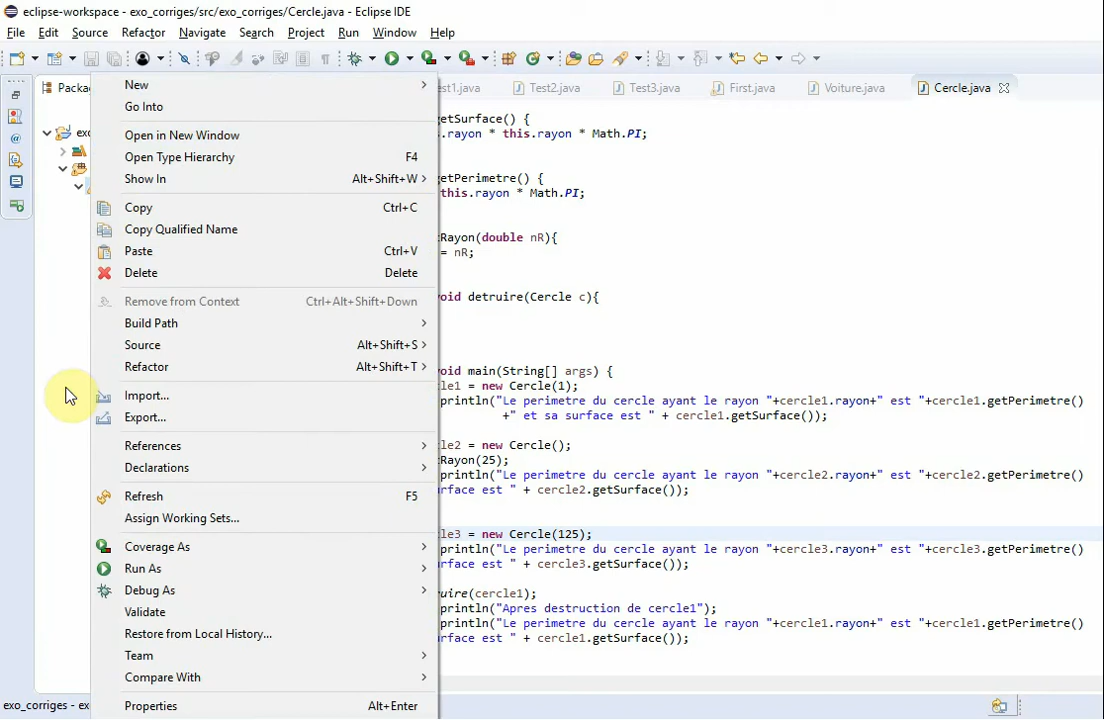 eclipse-workspace - exo_corriges/src/exo_corriges/Cercle.java - Eclipse IDE
File Edit Source Refactor Navigate Search Project Run Window Help
Packa
est1.java Test2.java Test3.java First.java Voiture.java Cercle.java
exo
New
Go Into
Open in New Window
Open Type Hierarchy F4
Show In Alt+Shift+W
Copy Ctrl+C
Copy Qualified Name
Paste Ctrl+V
Delete Delete
Remove from Context Ctrl+Alt+Shift+Down
Build Path
Source Alt+Shift+S
Refactor Alt+Shift+T
Import...
Export...
References
Declarations
Refresh F5
Assign Working Sets...
Coverage As
Run As
Debug As
Validate
Restore from Local History...
Team
Compare With
Properties Alt+Enter
getSurface() {
s.rayon * this.rayon * Math.PI;
getPerimetre() {
this.rayon * Math.PI;
Rayon(double nR){
= nR;
oid detruire(Cercle c){
oid main(String[] args) {
le1 = new Cercle(1);
println("Le perimetre du cercle ayant le rayon "+cercle1.rayon+" est "+cercle1.getPerimetre()
+" et sa surface est " + cercle1.getSurface());
le2 = new Cercle();
Rayon(25);
println("Le perimetre du cercle ayant le rayon "+cercle2.rayon+" est "+cercle2.getPerimetre()
rface est " + cercle2.getSurface());
le3 = new Cercle(125);
println("Le perimetre du cercle ayant le rayon "+cercle3.rayon+" est "+cercle3.getPerimetre()
rface est " + cercle3.getSurface());
uire(cercle1);
println("Apres destruction de cercle1");
println("Le perimetre du cercle ayant le rayon "+cercle1.rayon+" est "+cercle1.getPerimetre()
rface est " + cercle1.getSurface());
exo_corriges - ex